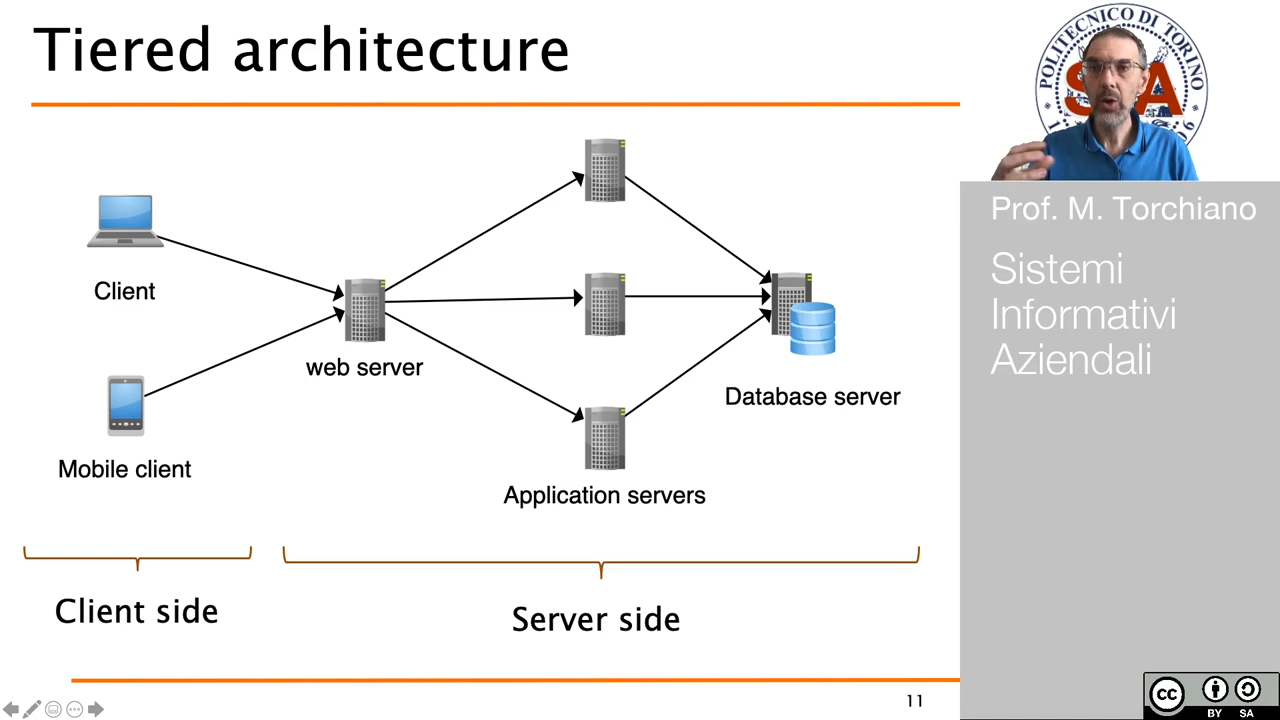 Tiered architecture
POLITECNICO DI TORINO
Prof. M. Torchiano
Sistemi
Informativi
Aziendali
Client
web server
Mobile client
Database server
Application servers
Client side
Server side
11
cc
BY SA